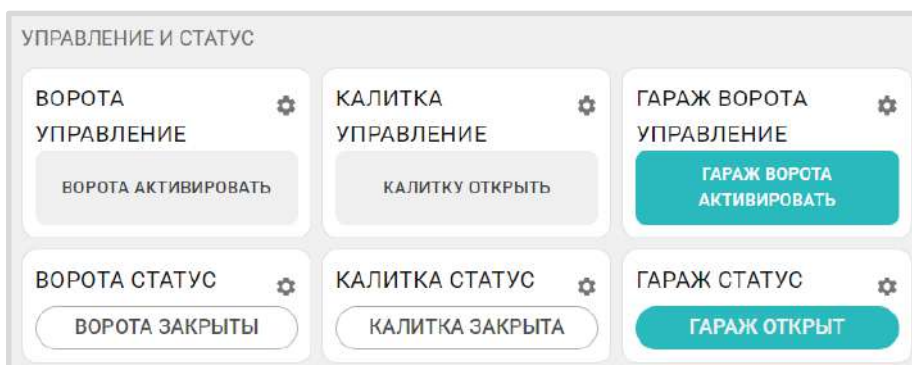 УПРАВЛЕНИЕ И СТАТУС
ВОРОТА
УПРАВЛЕНИЕ
ВОРОТА АКТИВИРОВАТЬ
КАЛИТКА
УПРАВЛЕНИЕ
КАЛИТКУ ОТКРЫТЬ
ГАРАЖ ВОРОТА
УПРАВЛЕНИЕ
ГАРАЖ ВОРОТА
АКТИВИРОВАТЬ
ВОРОТА СТАТУС
ВОРОТА ЗАКРЫТЫ
КАЛИТКА СТАТУС
КАЛИТКА ЗАКРЫТА
ГАРАЖ СТАТУС
ГАРАЖ ОТКРЫТ